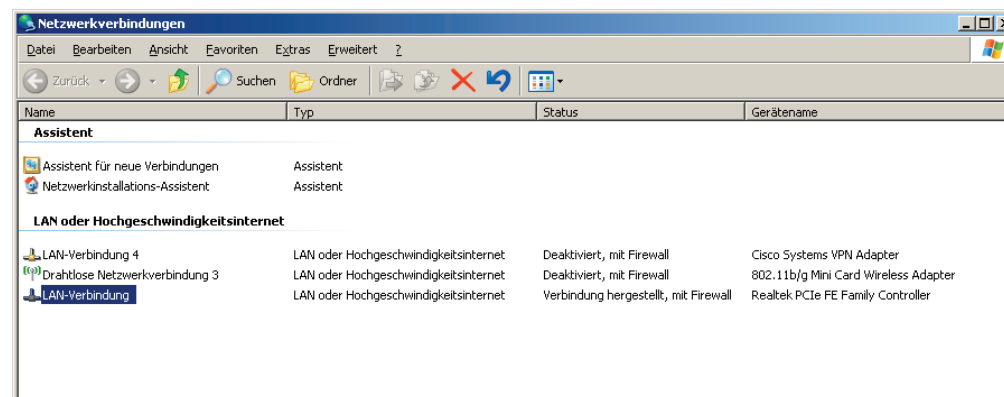 Netzwerkverbindungen
Datei Bearbeiten Ansicht Favoriten Extras Erweitert ?
Zurück Suchen Ordner
Name Typ Status Gerätename
Assistent
Assistent für neue Verbindungen Assistent
Netzwerkinstallations-Assistent Assistent
LAN oder Hochgeschwindigkeitsinternet
LAN-Verbindung 4 LAN oder Hochgeschwindigkeitsinternet Deaktiviert, mit Firewall Cisco Systems VPN Adapter
Drahtlose Netzwerkverbindung 3 LAN oder Hochgeschwindigkeitsinternet Deaktiviert, mit Firewall 802.11b/g Mini Card Wireless Adapter
LAN-Verbindung LAN oder Hochgeschwindigkeitsinternet Verbindung hergestellt, mit Firewall Realtek PCIe FE Family Controller